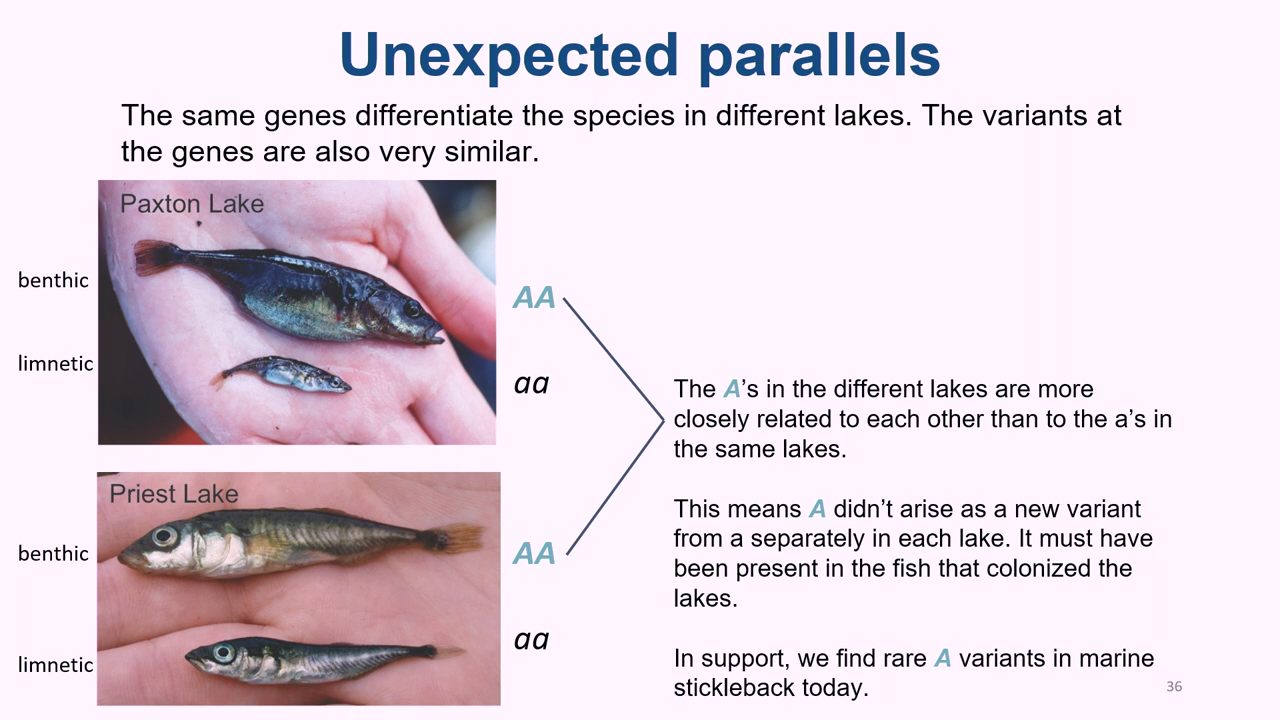 Unexpected parallels
The same genes differentiate the species in different lakes. The variants at
the genes are also very similar.
Paxton Lake
benthic
limnetic
AA
aa
Priest Lake
benthic
limnetic
AA
aa
The A's in the different lakes are more
closely related to each other than to the a's in
the same lakes.
This means A didn't arise as a new variant
from a separately in each lake. It must have
been present in the fish that colonized the
lakes.
In support, we find rare A variants in marine
stickleback today.
36